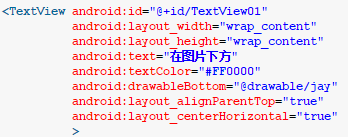 <TextView android:id="@+id/TextView01"
android:layout_width="wrap_content"
android:layout_height="wrap_content"
android:text="在图片下方"
android:textColor="#FF0000"
android:drawableBottom="@drawable/jay"
android:layout_alignParentTop="true"
android:layout_centerHorizontal="true"
>